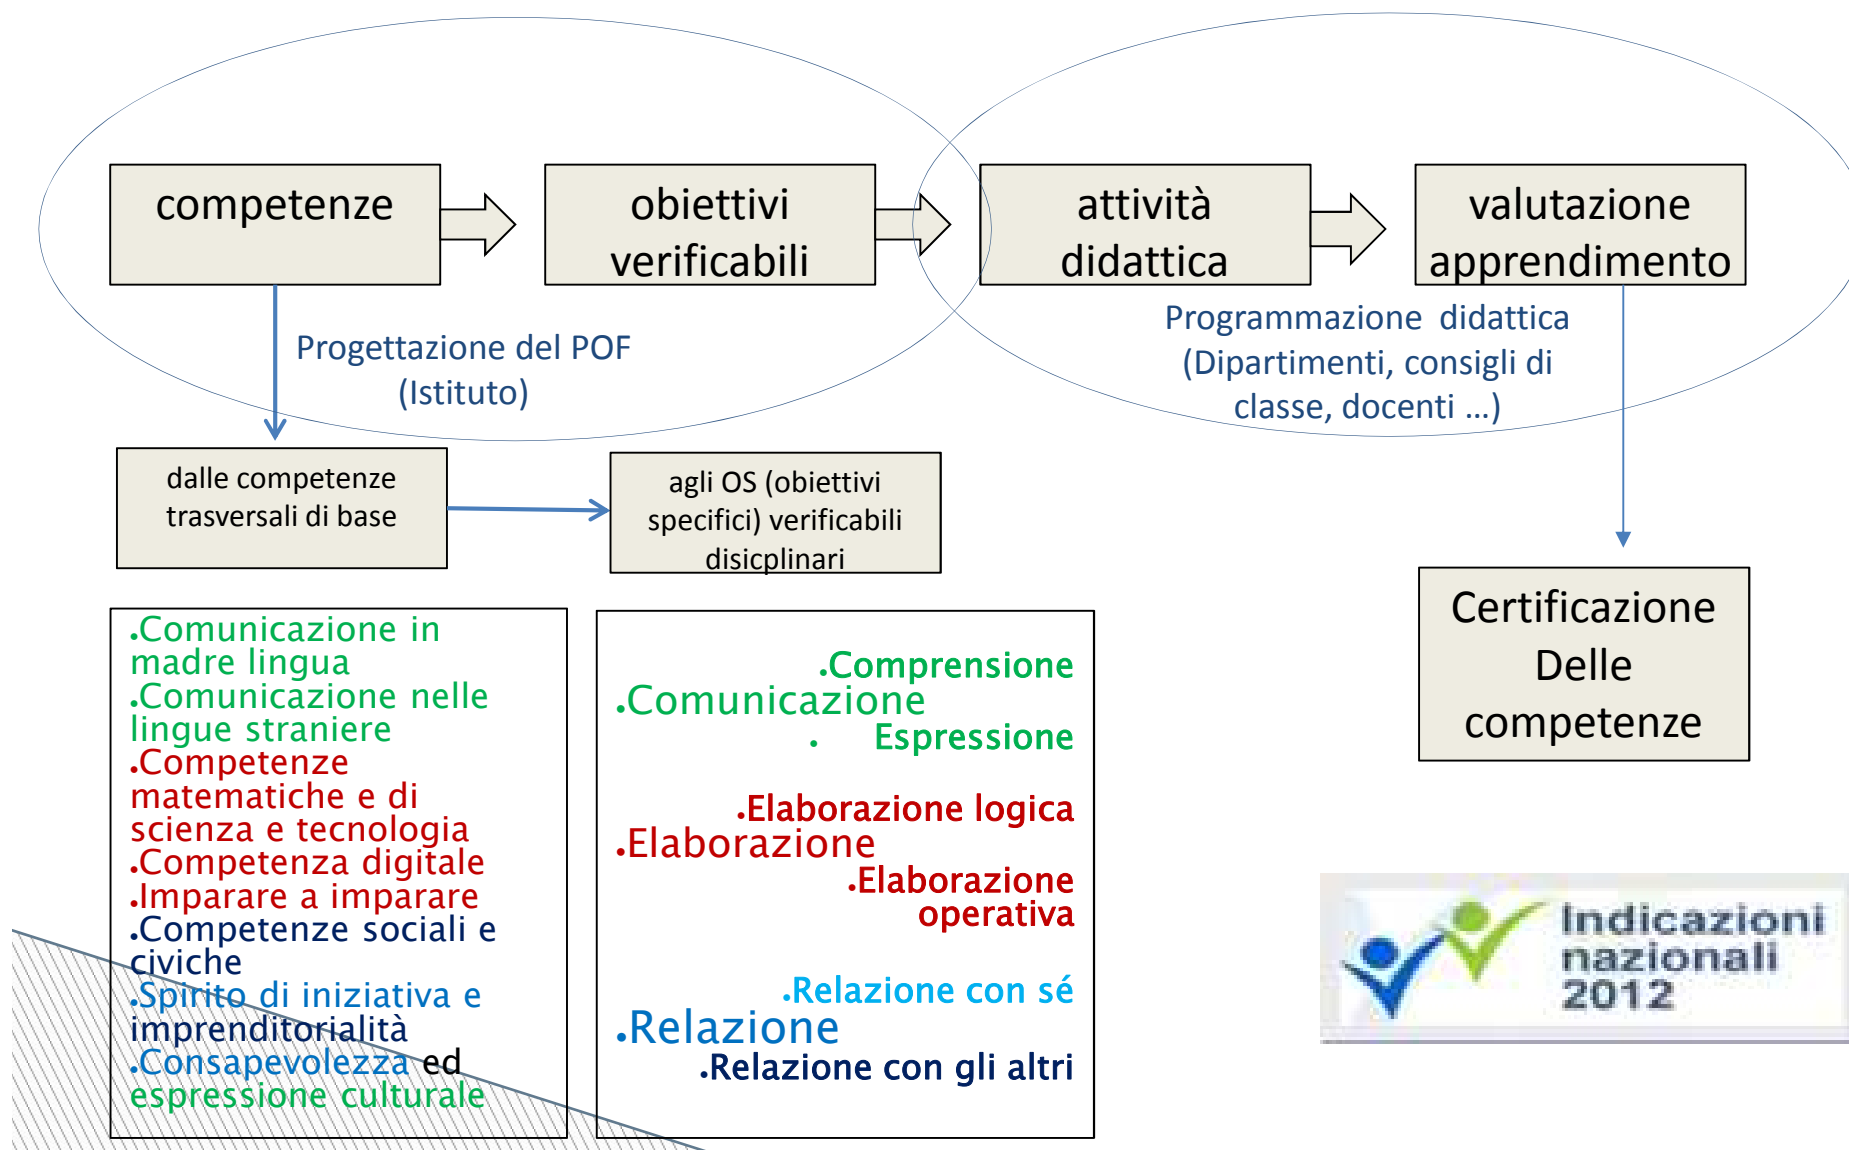 competenze
obiettivi
verificabili
attività
didattica
valutazione
apprendimento
Progettazione del POF
(Istituto)
Programmazione didattica
(Dipartimenti, consigli di
classe, docenti ...)
dalle competenze
trasversali di base
agli OS (obiettivi
specifici) verificabili
disicplinari
Certificazione
Delle
competenze
•Comunicazione in
madre lingua
•Comunicazione nelle
lingue straniere
•Competenze
matematiche e di
scienza e tecnologia
•Competenza digitale
•Imparare a imparare
•Competenze sociali e
civiche
•Spirito di iniziativa e
imprenditorialità
•Consapevolezza ed
espressione culturale
•Comprensione
•Comunicazione
• Espressione
•Elaborazione logica
•Elaborazione
•Elaborazione
operativa
•Relazione con sé
•Relazione
•Relazione con gli altri
Indicazioni
nazionali
2012